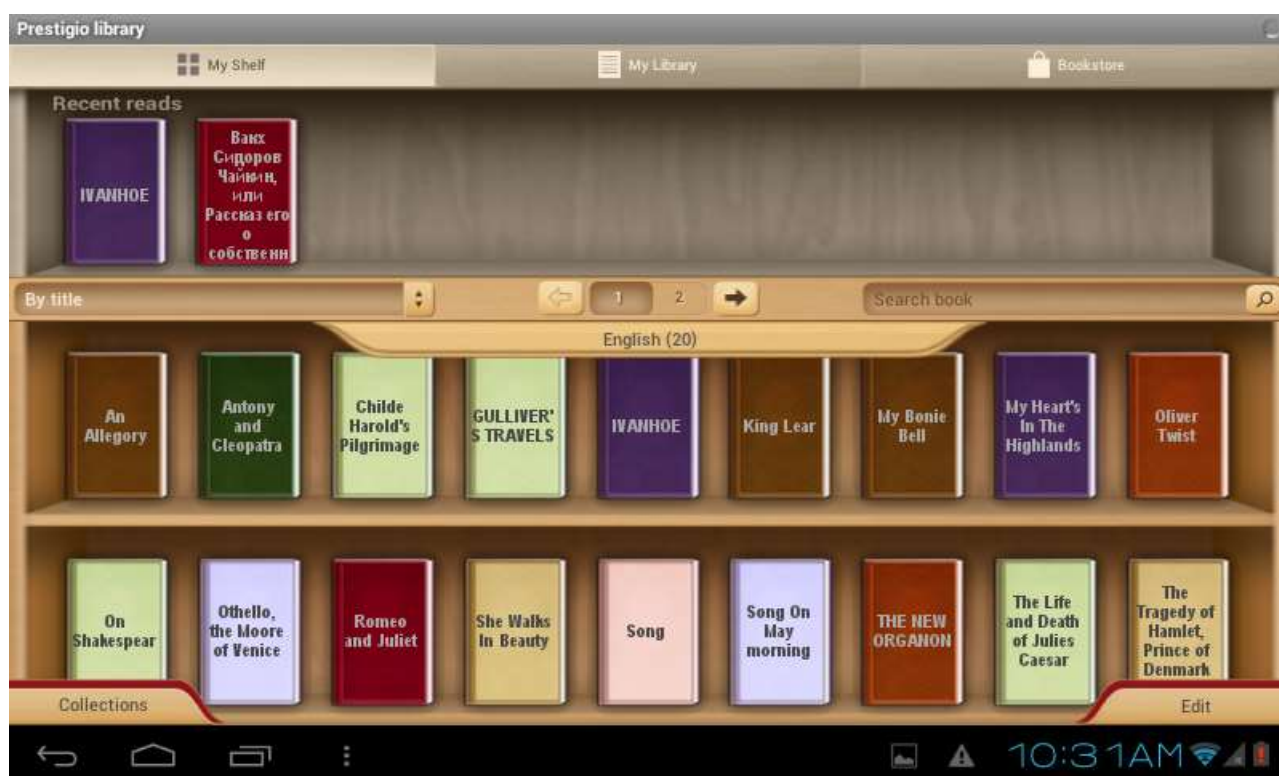 Prestigio library
My Shelf
My Library
Bookstore
Recent reads
IVANHOE
Вакх
Сидоров
Чайкин,
или
Рассказ его
о
собственн
By title
1
2
Search book
English (20)
An
Allegory
Antony
and
Cleopatra
Childe
Harold's
Pilgrimage
GULLIVER'
S TRAVELS
IVANHOE
King Lear
My Bonie
Bell
My Heart's
In The
Highlands
Oliver
Twist
On
Shakespear
Othello,
the Moore
of Venice
Romeo
and Juliet
She Walks
In Beauty
Song
Song On
May
morning
THE NEW
ORGANON
The Life
and Death
of Julies
Caesar
The
Tragedy of
Hamlet,
Prince of
Denmark
Collections
Edit
10:31AM